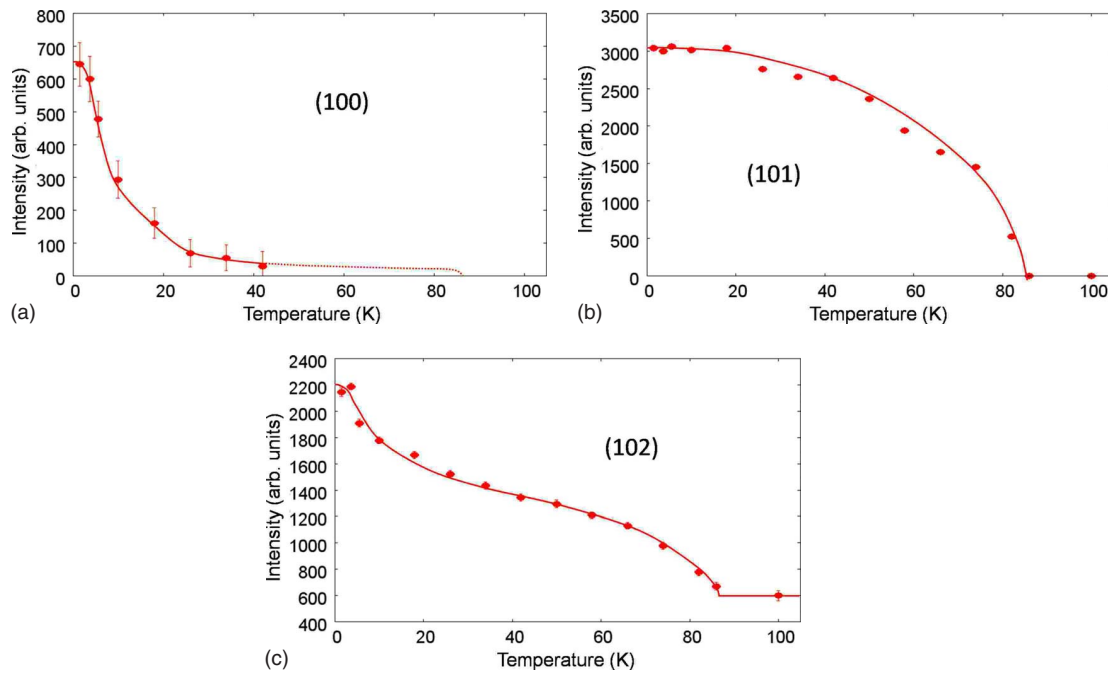 800
700
600
500
400
300
200
100
0
Intensity (arb. units)
(100)
0 20 40 60 80 100
Temperature (K)
(a)
3500
3000
2500
2000
1500
1000
500
0
Intensity (arb. units)
(101)
0 20 40 60 80 100
Temperature (K)
(b)
2400
2200
2000
1800
1600
1400
1200
1000
800
600
400
Intensity (arb. units)
(102)
0 20 40 60 80 100
Temperature (K)
(c)